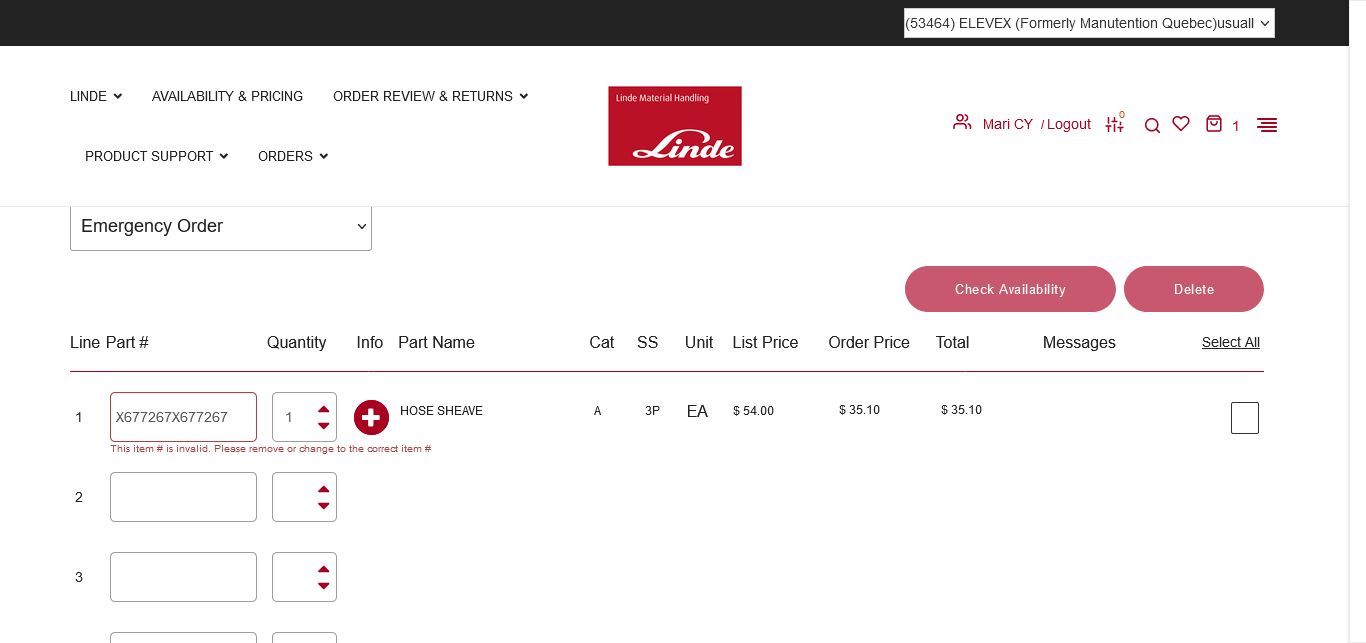 (53464) ELEVEX (Formerly Manutention Quebec)usuall
LINDE
AVAILABILITY & PRICING
ORDER REVIEW & RETURNS
PRODUCT SUPPORT
ORDERS
Linde Material Handling
Linde
Mari CY / Logout
0
1
Emergency Order
Check Availability
Delete
Line Part # Quantity Info Part Name Cat SS Unit List Price Order Price Total Messages Select All
1 X677267X677267 1 HOSE SHEAVE A 3P EA $ 54.00 $ 35.10 $ 35.10
This item # is invalid. Please remove or change to the correct item #
2
3